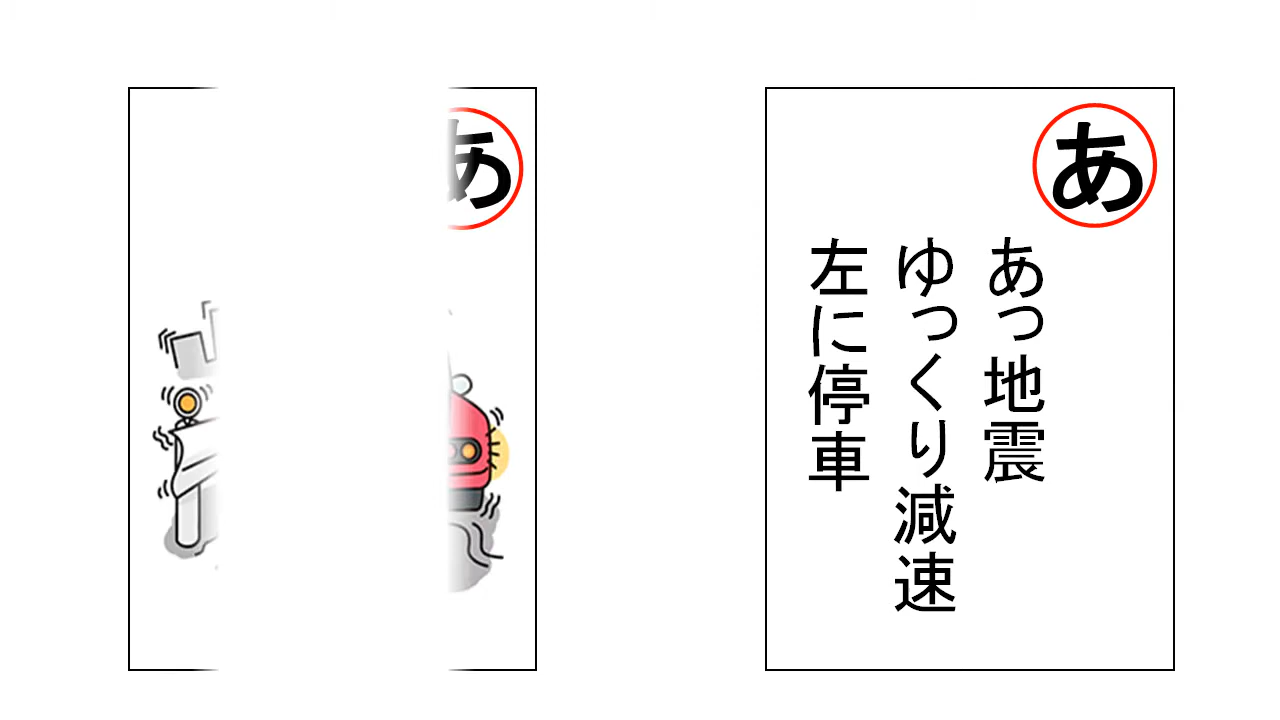 あ
あ
あっ地震
ゆっくり減速
左に停車